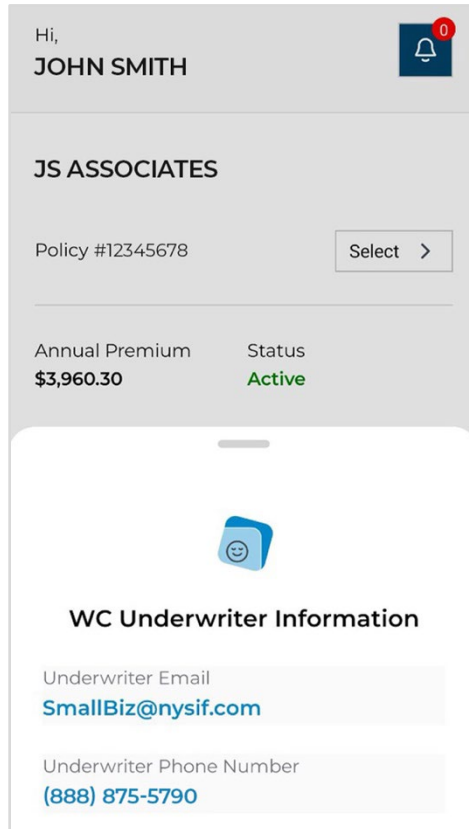 Hi,
0
JOHN SMITH
JS ASSOCIATES
Policy #12345678
Select
Annual Premium
Status
$3,960.30
Active
WC Underwriter Information
Underwriter Email
SmallBiz@nysif.com
Underwriter Phone Number
(888) 875-5790